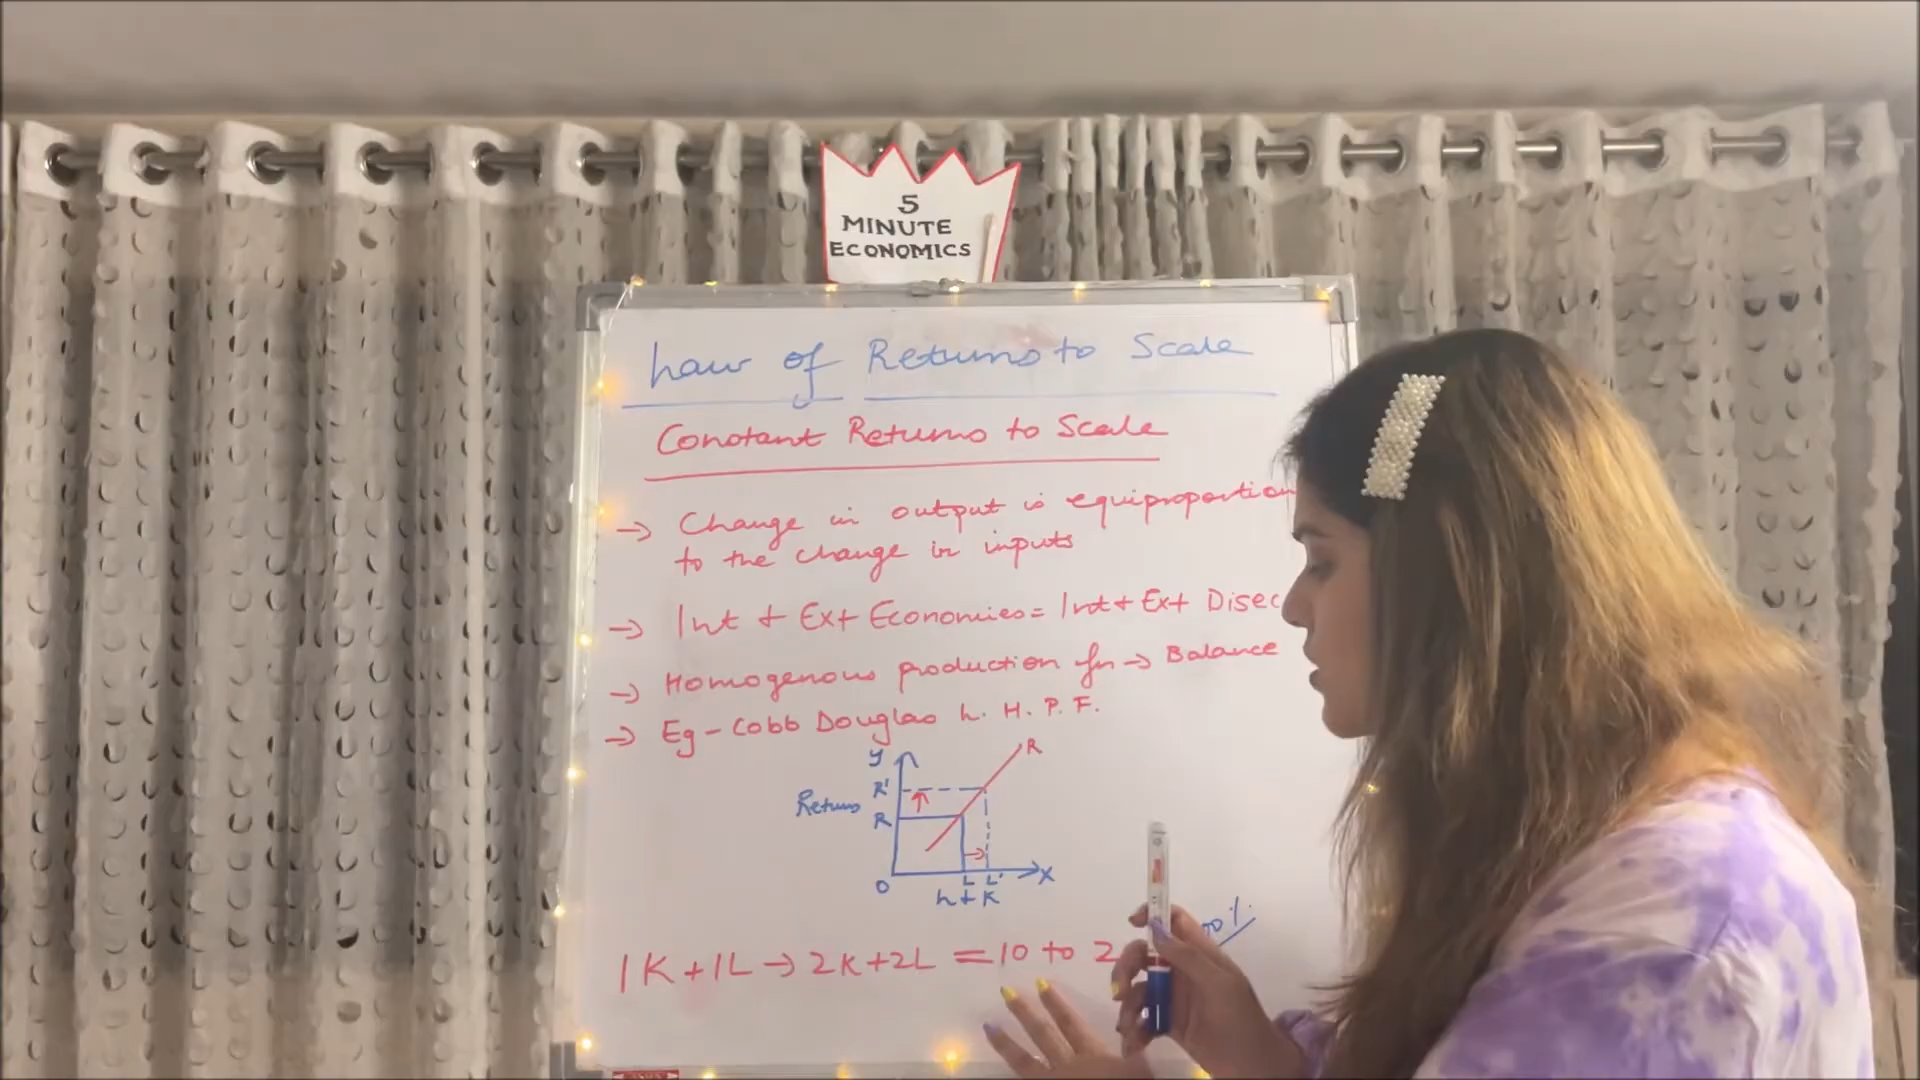 5
MINUTE
ECONOMICS
Law of Returns to Scale
Constant Returns to Scale
→ Change in output is equiproportion
to the change in inputs
→ Int + Ext Economies = Int + Ext Disec
→ Homogenous production fn → Balance
→ Eg - Cobb Douglas L. H. P. F.
y
R
R'
Returns
R
O
L L'
X
L + K
00%
1K + 1L → 2K + 2L = 10 to 2